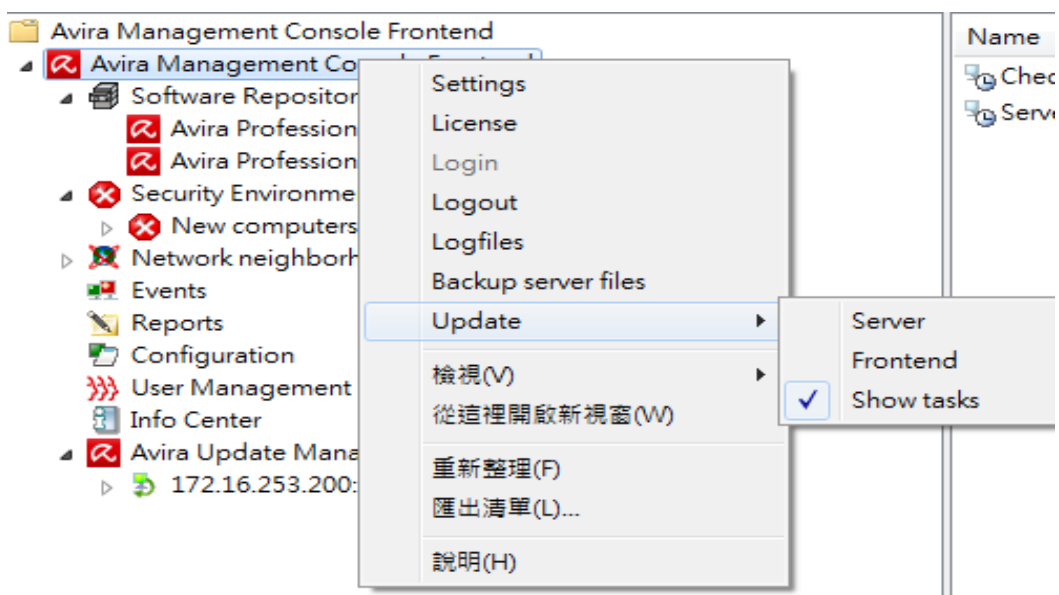 Avira Management Console Frontend
Name
Avira Management Co
Settings
Chec
Software Repositor
License
Serve
Avira Profession
Login
Avira Profession
Security Environme
Logout
New computers
Logfiles
Network neighborh
Backup server files
Events
Update
Server
Reports
Frontend
Configuration
檢視(V)
Show tasks
User Management
從這裡開啟新視窗(W)
Info Center
Avira Update Mana
重新整理(F)
172.16.253.200:
匯出清單(L)...
說明(H)